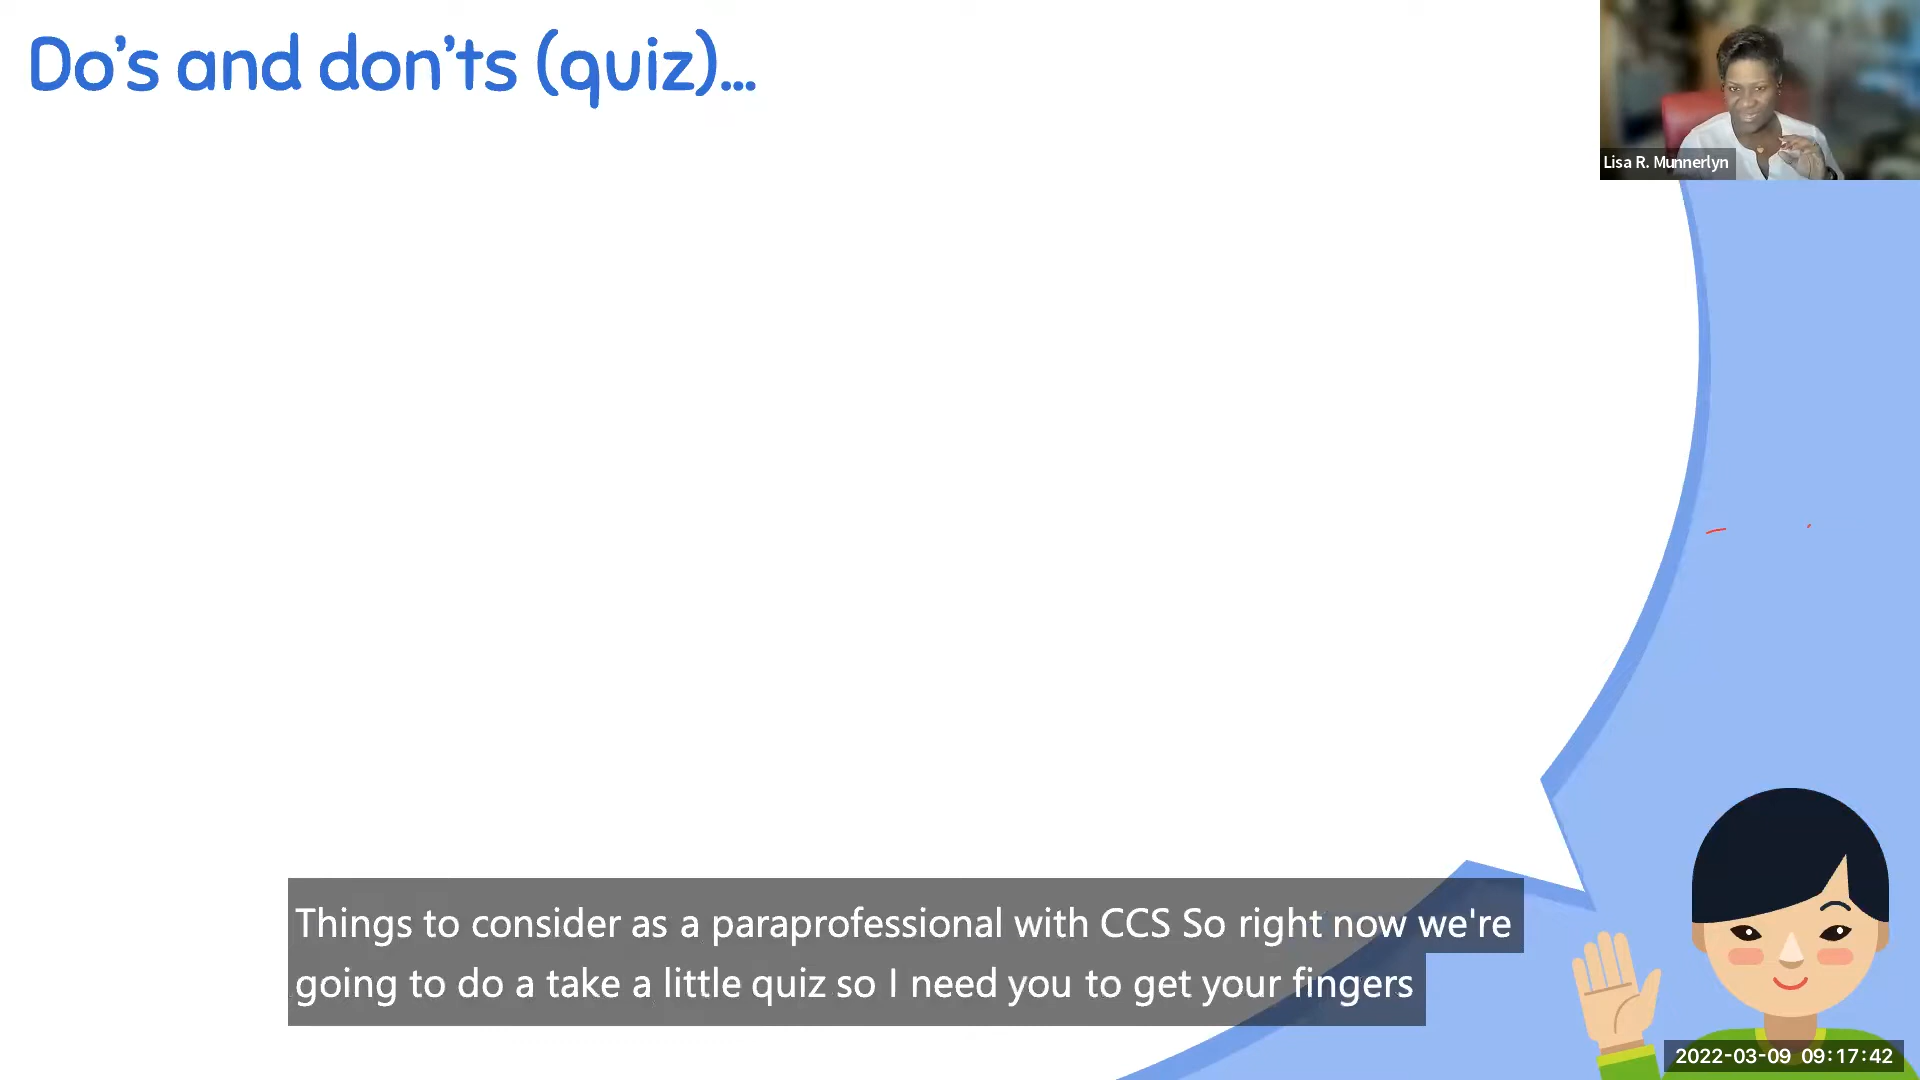 Do's and don'ts (quiz)...
Lisa R. Munnerlyn
Things to consider as a paraprofessional with CCS So right now we're
going to do a take a little quiz so I need you to get your fingers
2022-03-09 09:17:42